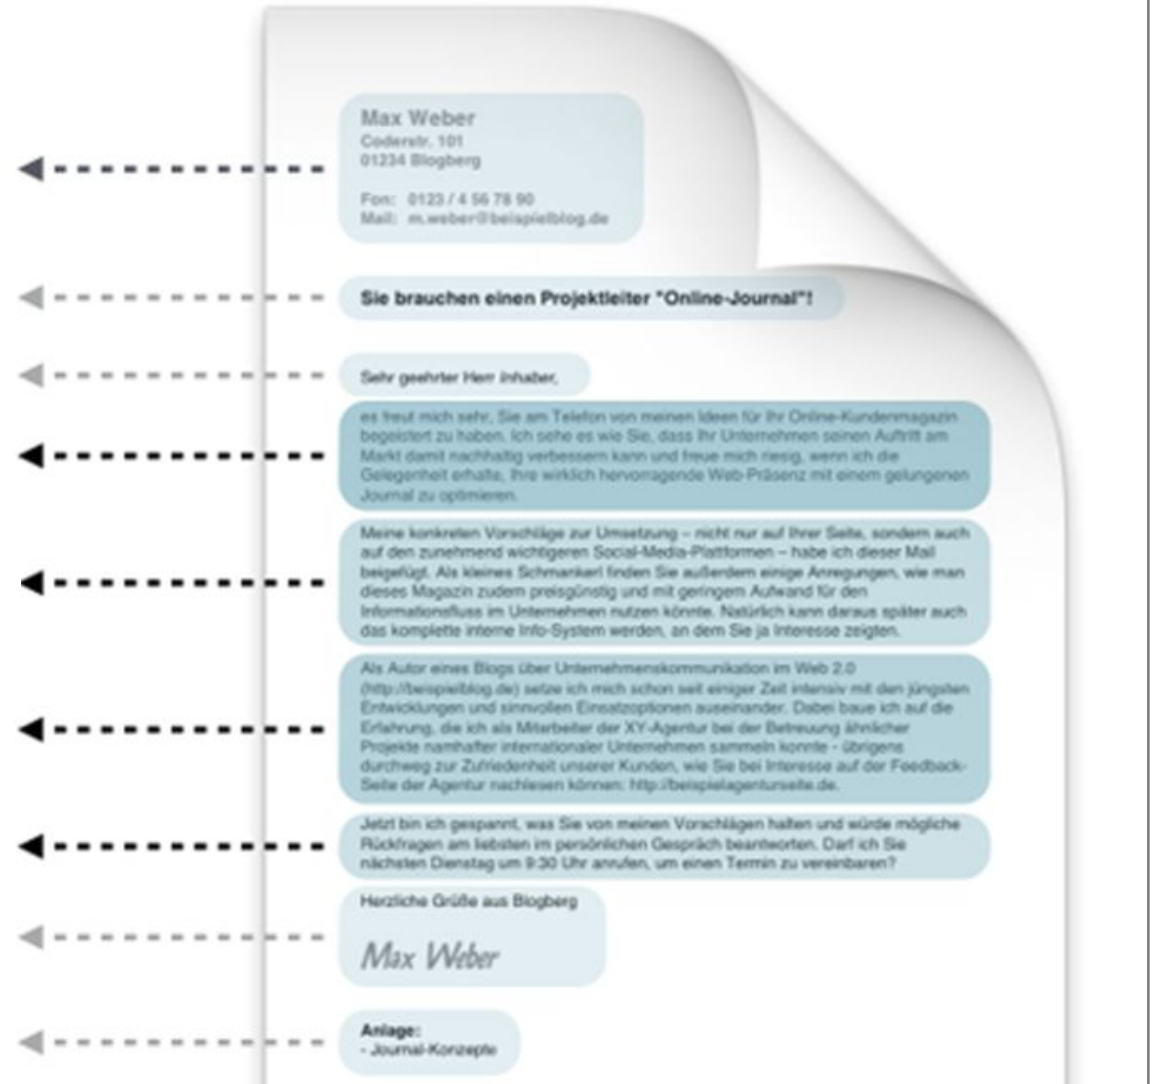 Max Weber
Coderstr. 101
01234 Blogberg
Fon: 0123 / 4 56 78 90
Mail: m.weber@beispielblog.de
Sie brauchen einen Projektleiter "Online-Journal"!
Sehr geehrter Herr Inhaber,
es freut mich sehr, Sie am Telefon von meinen Ideen für Ihr Online-Kundenmagazin
begeistert zu haben. Ich sehe es wie Sie, dass Ihr Unternehmen seinen Auftritt am
Markt damit nachhaltig verbessern kann und freue mich riesig, wenn ich die
Gelegenheit erhalte, Ihre wirklich hervorragende Web-Präsenz mit einem gelungenen
Journal zu optimieren.
Meine konkreten Vorschläge zur Umsetzung – nicht nur auf Ihrer Seite, sondern auch
auf den zunehmend wichtigeren Social-Media-Plattformen – habe ich dieser Mail
beigefügt. Als kleines Schmankerl finden Sie außerdem einige Anregungen, wie man
dieses Magazin zudem preisgünstig und mit geringem Aufwand für den
Informationsfluss im Unternehmen nutzen könnte. Natürlich kann daraus später auch
das komplette interne Info-System werden, an dem Sie ja Interesse zeigten.
Als Autor eines Blogs über Unternehmenskommunikation im Web 2.0
(http://beispielblog.de) setze ich mich schon seit einiger Zeit intensiv mit den jüngsten
Entwicklungen und sinnvollen Einsatzoptionen auseinander. Dabei baue ich auf die
Erfahrung, die ich als Mitarbeiter der XY-Agentur bei der Betreuung ähnlicher
Projekte namhafter internationaler Unternehmen sammeln konnte - übrigens
durchweg zur Zufriedenheit unserer Kunden, wie Sie bei Interesse auf der Feedback-
Seite der Agentur nachlesen können: http://beispielagenturseite.de.
Jetzt bin ich gespannt, was Sie von meinen Vorschlägen halten und würde mögliche
Rückfragen am liebsten im persönlichen Gespräch beantworten. Darf ich Sie
nächsten Dienstag um 9:30 Uhr anrufen, um einen Termin zu vereinbaren?
Herzliche Grüße aus Blogberg
Max Weber
Anlage:
- Journal-Konzepte